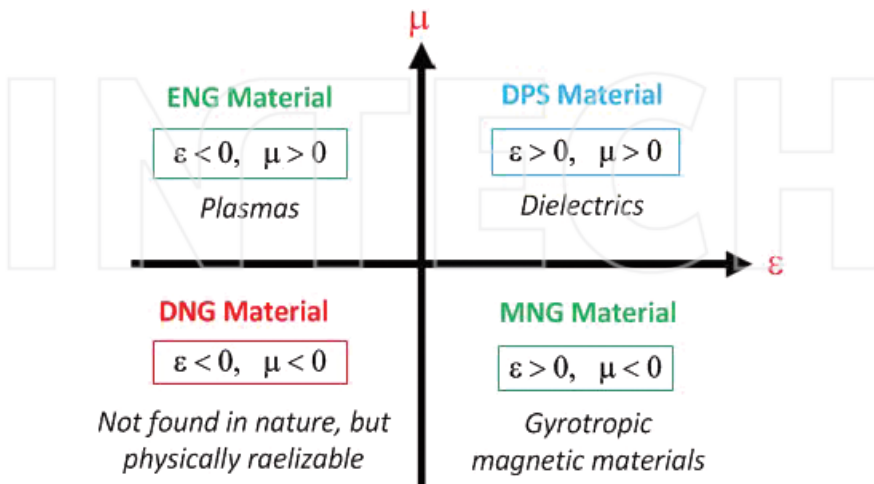 μ
INTECH
ENG Material
ε < 0, μ > 0
Plasmas
DPS Material
ε > 0, μ > 0
Dielectrics
ε
DNG Material
ε < 0, μ < 0
Not found in nature, but
physically raelizable
MNG Material
ε > 0, μ < 0
Gyrotropic
magnetic materials